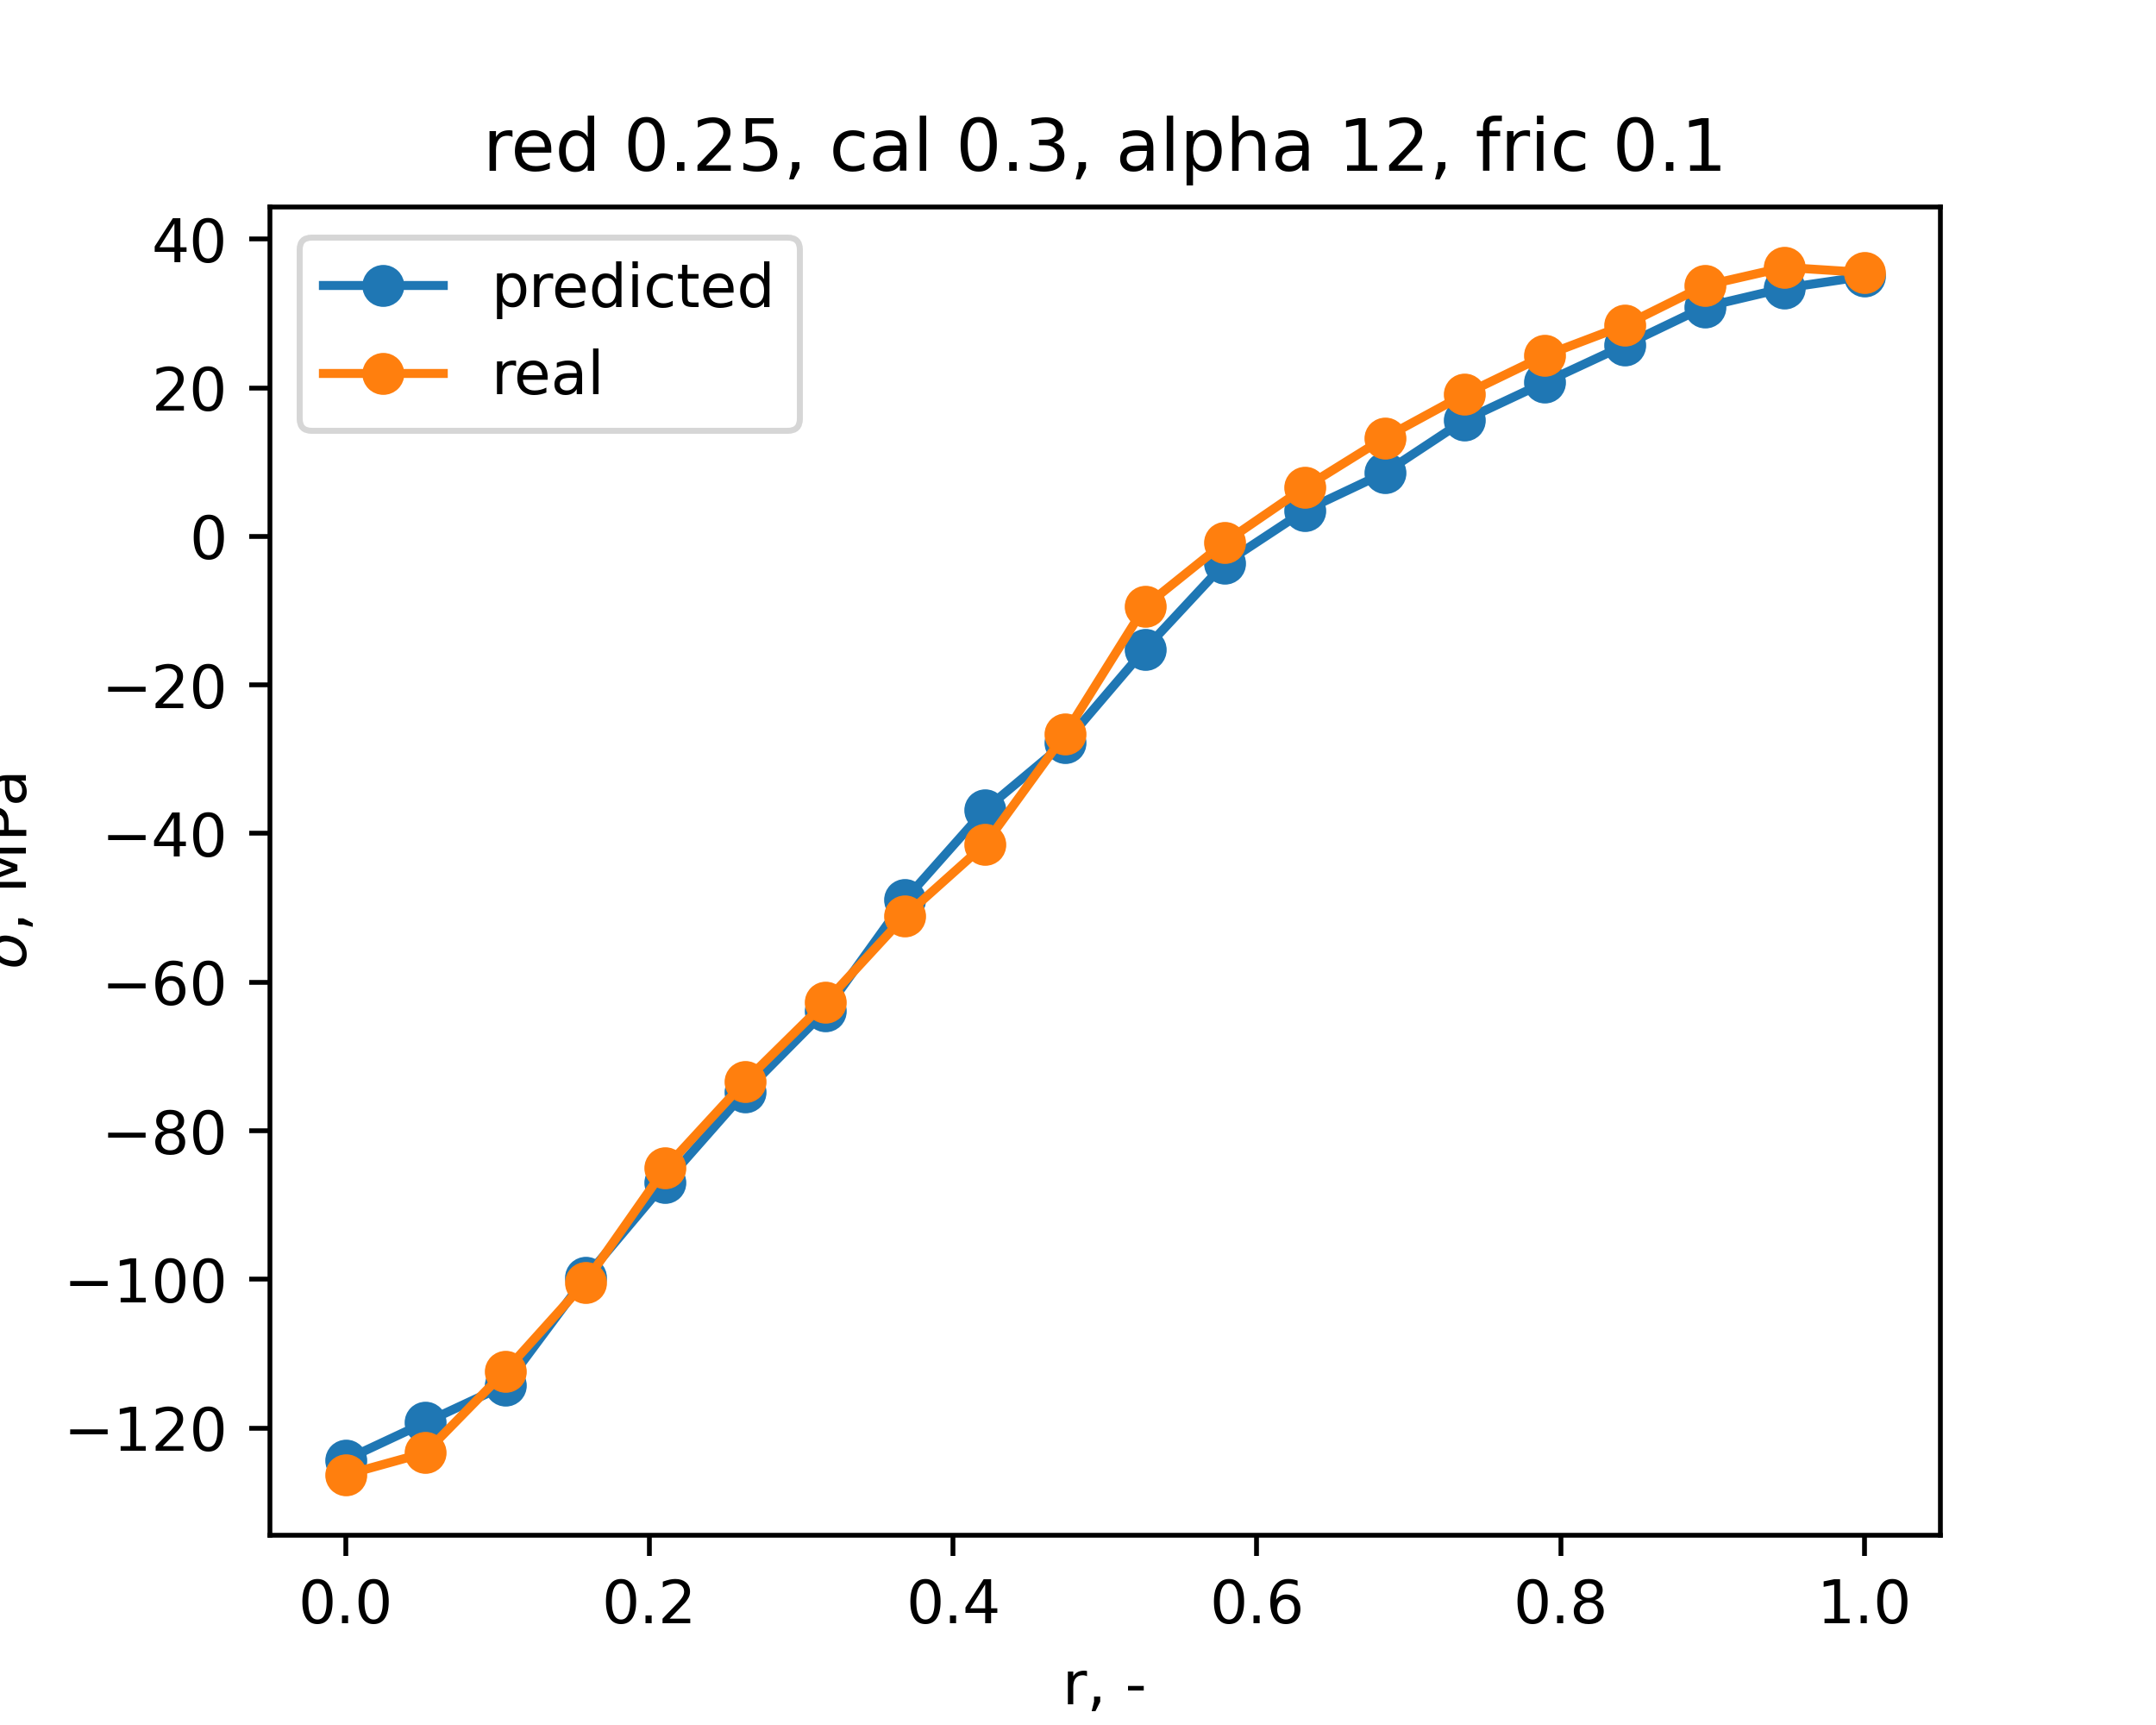 red 0.25, cal 0.3, alpha 12, fric 0.1
predicted
real
40
20
0
−20
−40
−60
−80
−100
−120
σ, MPa
0.0 0.2 0.4 0.6 0.8 1.0
r, -